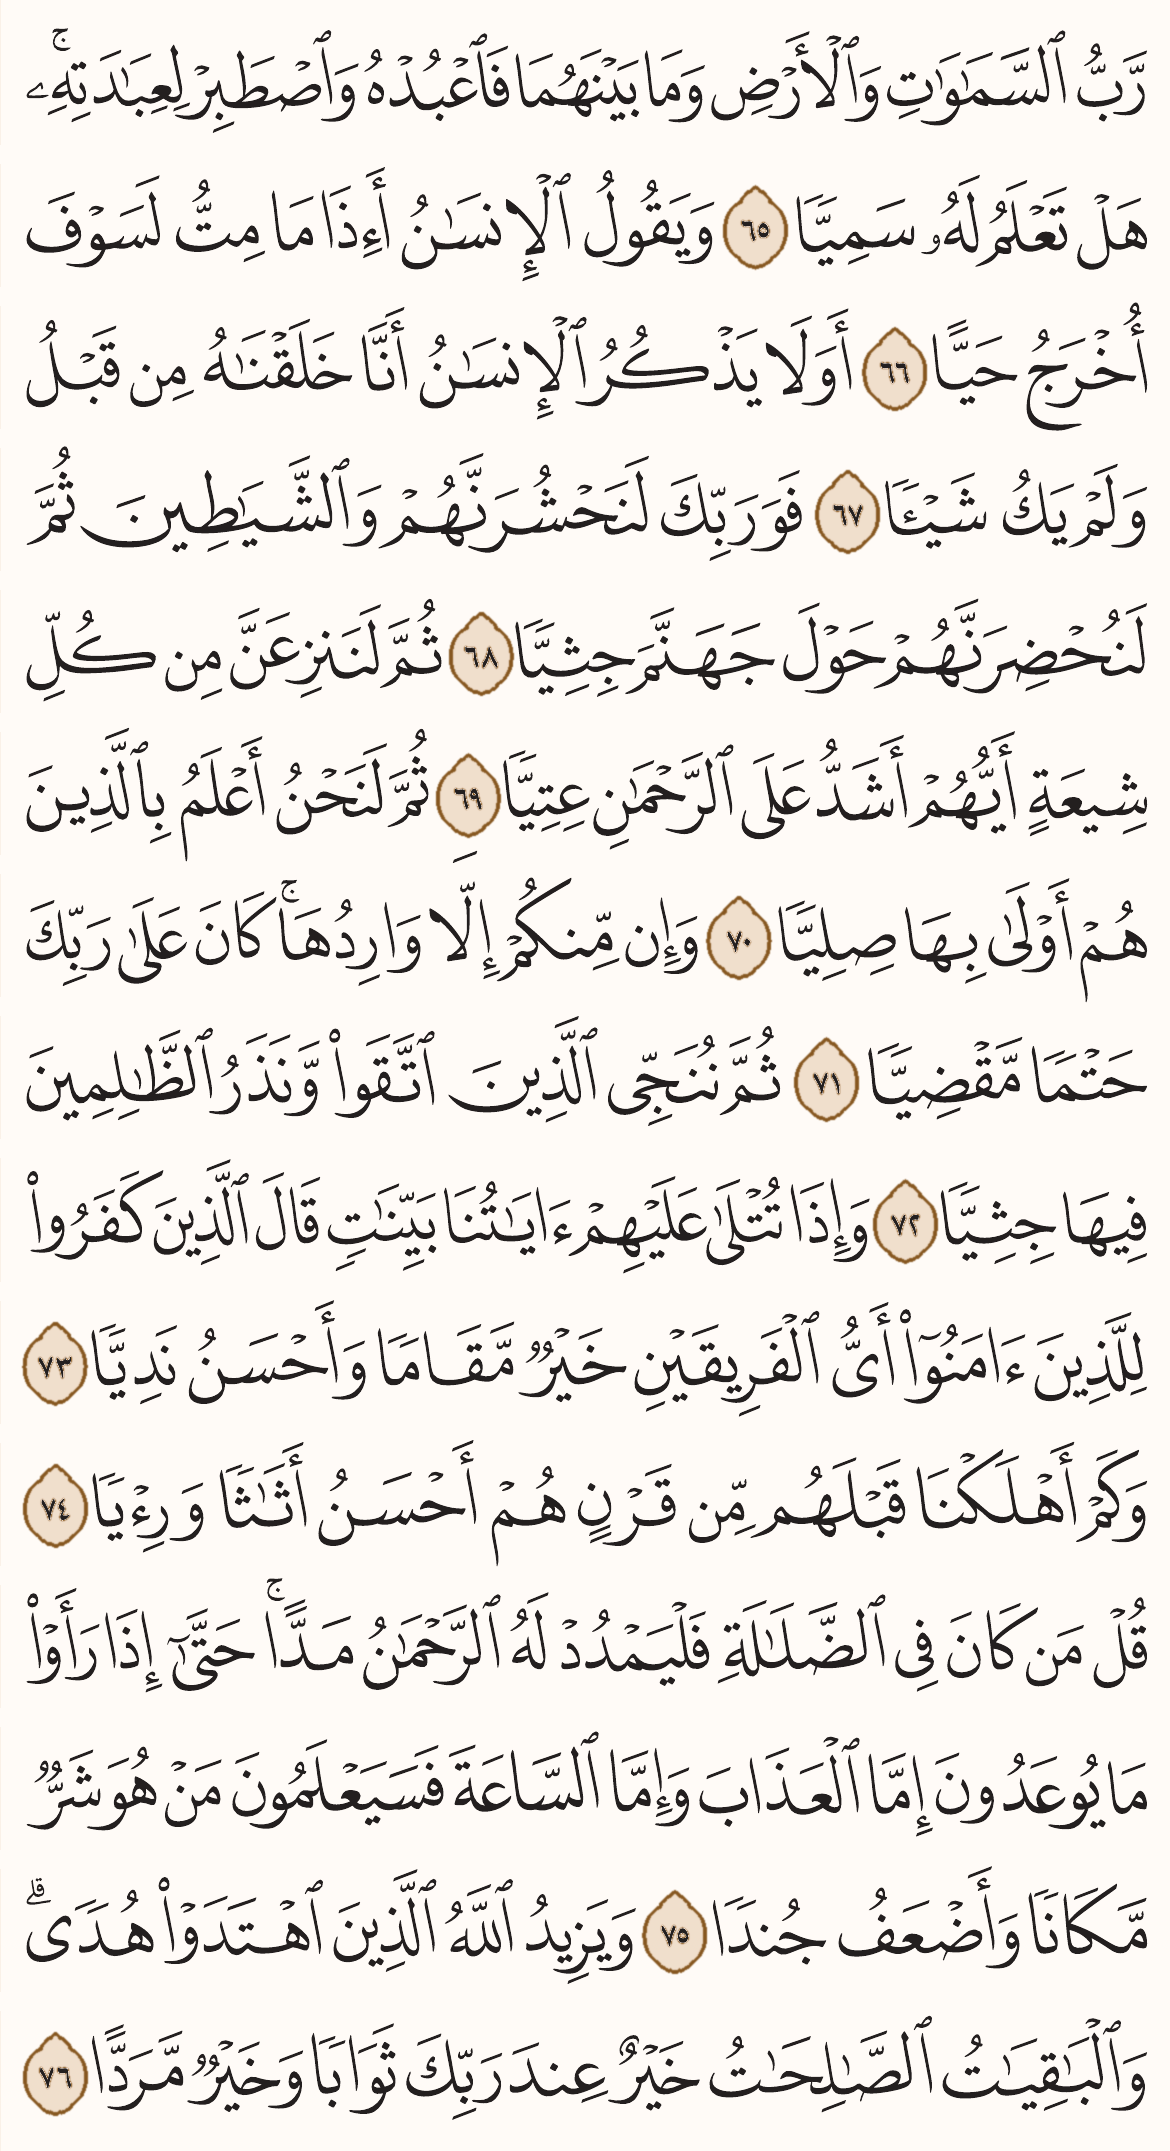 رَّبُّ ٱلسَّمَٰوَٰتِ وَٱلْأَرْضِ وَمَا بَيْنَهُمَا فَٱعْبُدْهُ وَٱصْطَبِرْ لِعِبَٰدَتِهِۦۚ
هَلْ تَعْلَمُ لَهُۥ سَمِيًّا ٦٥ وَيَقُولُ ٱلْإِنسَٰنُ أَءِذَا مَا مِتُّ لَسَوْفَ
أُخْرَجُ حَيًّا ٦٦ أَوَلَا يَذْكُرُ ٱلْإِنسَٰنُ أَنَّا خَلَقْنَٰهُ مِن قَبْلُ
وَلَمْ يَكُ شَيْـًٔا ٦٧ فَوَرَبِّكَ لَنَحْشُرَنَّهُمْ وَٱلشَّيَٰطِينَ ثُمَّ
لَنُحْضِرَنَّهُمْ حَوْلَ جَهَنَّمَ جِثِيًّا ٦٨ ثُمَّ لَنَنزِعَنَّ مِن كُلِّ
شِيعَةٍ أَيُّهُمْ أَشَدُّ عَلَى ٱلرَّحْمَٰنِ عِتِيًّا ٦٩ ثُمَّ لَنَحْنُ أَعْلَمُ بِٱلَّذِينَ
هُمْ أَوْلَىٰ بِهَا صِلِيًّا ٧٠ وَإِن مِّنكُمْ إِلَّا وَارِدُهَاۚ كَانَ عَلَىٰ رَبِّكَ
حَتْمًا مَّقْضِيًّا ٧١ ثُمَّ نُنَجِّى ٱلَّذِينَ ٱتَّقَوا۟ وَّنَذَرُ ٱلظَّٰلِمِينَ
فِيهَا جِثِيًّا ٧٢ وَإِذَا تُتْلَىٰ عَلَيْهِمْ ءَايَٰتُنَا بَيِّنَٰتٍ قَالَ ٱلَّذِينَ كَفَرُوا۟
لِلَّذِينَ ءَامَنُوٓا۟ أَىُّ ٱلْفَرِيقَيْنِ خَيْرٌ مَّقَامًا وَأَحْسَنُ نَدِيًّا ٧٣
وَكَمْ أَهْلَكْنَا قَبْلَهُم مِّن قَرْنٍ هُمْ أَحْسَنُ أَثَٰثًا وَرِءْيًا ٧٤
قُلْ مَن كَانَ فِى ٱلضَّلَٰلَةِ فَلْيَمْدُدْ لَهُ ٱلرَّحْمَٰنُ مَدًّاۚ حَتَّىٰٓ إِذَا رَأَوْا۟
مَا يُوعَدُونَ إِمَّا ٱلْعَذَابَ وَإِمَّا ٱلسَّاعَةَ فَسَيَعْلَمُونَ مَنْ هُوَ شَرٌّ
مَّكَانًا وَأَضْعَفُ جُندًا ٧٥ وَيَزِيدُ ٱللَّهُ ٱلَّذِينَ ٱهْتَدَوْا۟ هُدًىۗ
وَٱلْبَٰقِيَٰتُ ٱلصَّٰلِحَٰتُ خَيْرٌ عِندَ رَبِّكَ ثَوَابًا وَخَيْرٌ مَّرَدًّا ٧٦